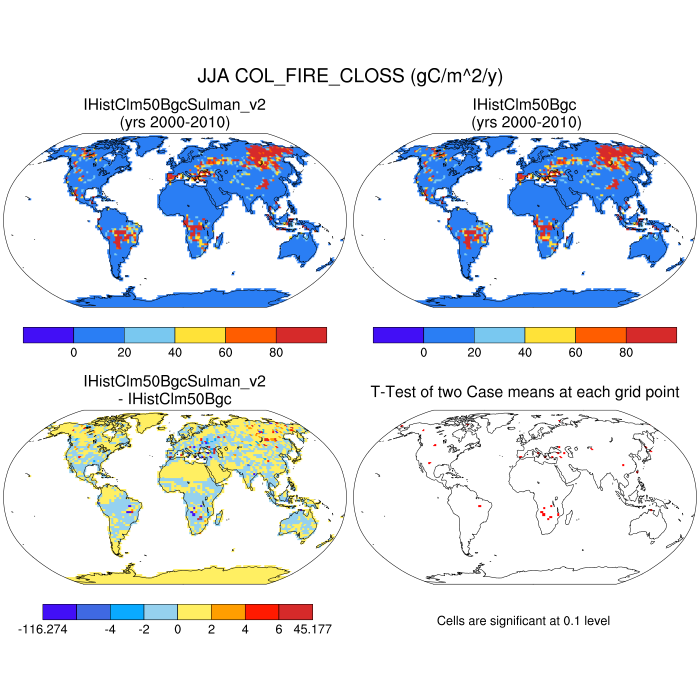 JJA COL_FIRE_CLOSS (gC/m^2/y)
IHistClm50BgcSulman_v2
(yrs 2000-2010)
IHistClm50Bgc
(yrs 2000-2010)
0 20 40 60 80
0 20 40 60 80
IHistClm50BgcSulman_v2
- IHistClm50Bgc
T-Test of two Case means at each grid point
-116.274 -4 -2 0 2 4 6 45.177
Cells are significant at 0.1 level